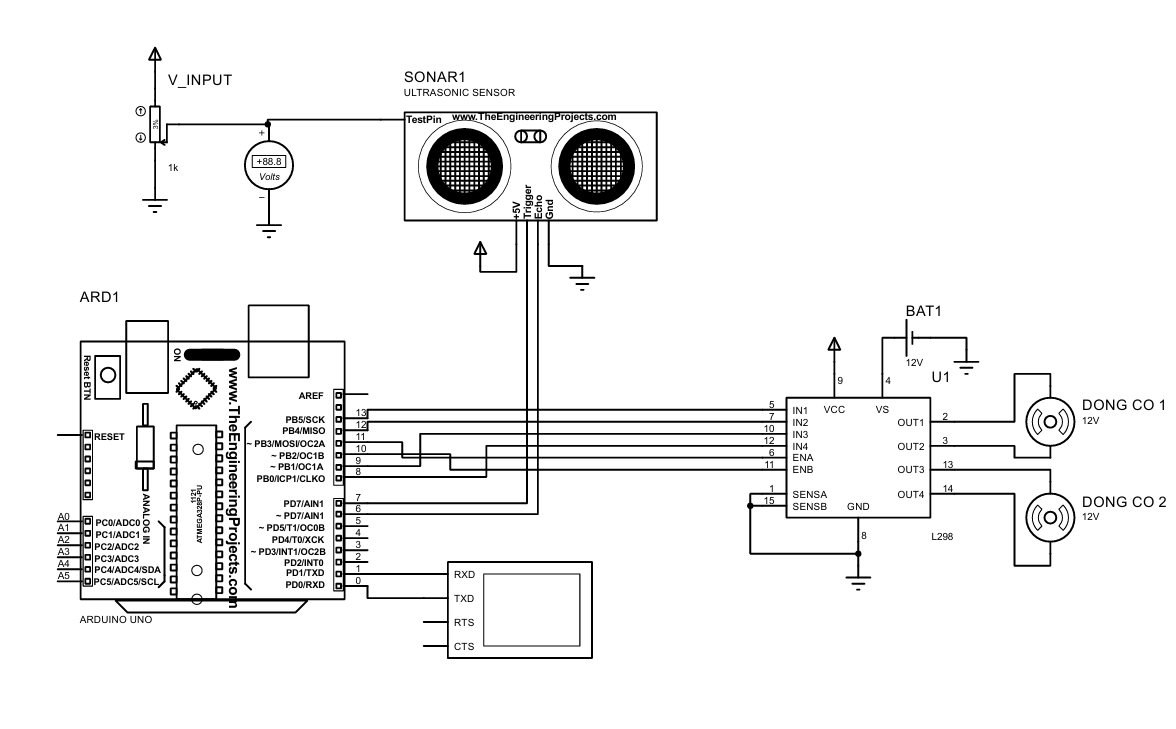 V_INPUT
3%
1k
+88.8
Volts
+
−
SONAR1
ULTRASONIC SENSOR
TestPin
www.TheEngineeringProjects.com
+5V
Trigger
Echo
Gnd
ARD1
Reset BTN
ON
www.TheEngineeringProjects.com
ANALOG IN
1121
ATMEGA328P-PU
RESET
A0 PC0/ADC0
A1 PC1/ADC1
A2 PC2/ADC2
A3 PC3/ADC3
A4 PC4/ADC4/SDA
A5 PC5/ADC5/SCL
AREF
PB5/SCK 13
PB4/MISO 12
~ PB3/MOSI/OC2A 11
~ PB2/OC1B 10
~ PB1/OC1A 9
PB0/ICP1/CLKO 8
PD7/AIN1 7
~ PD7/AIN1 6
~ PD5/T1/OC0B 5
PD4/T0/XCK 4
~ PD3/INT1/OC2B 3
PD2/INT0 2
PD1/TXD 1
PD0/RXD 0
ARDUINO UNO
RXD
TXD
RTS
CTS
BAT1
12V
U1
9 VCC
4 VS
5 IN1
7 IN2
10 IN3
12 IN4
6 ENA
11 ENB
1 SENSA
15 SENSB
GND
8
OUT1 2
OUT2 3
OUT3 13
OUT4 14
L298
DONG CO 1
12V
DONG CO 2
12V